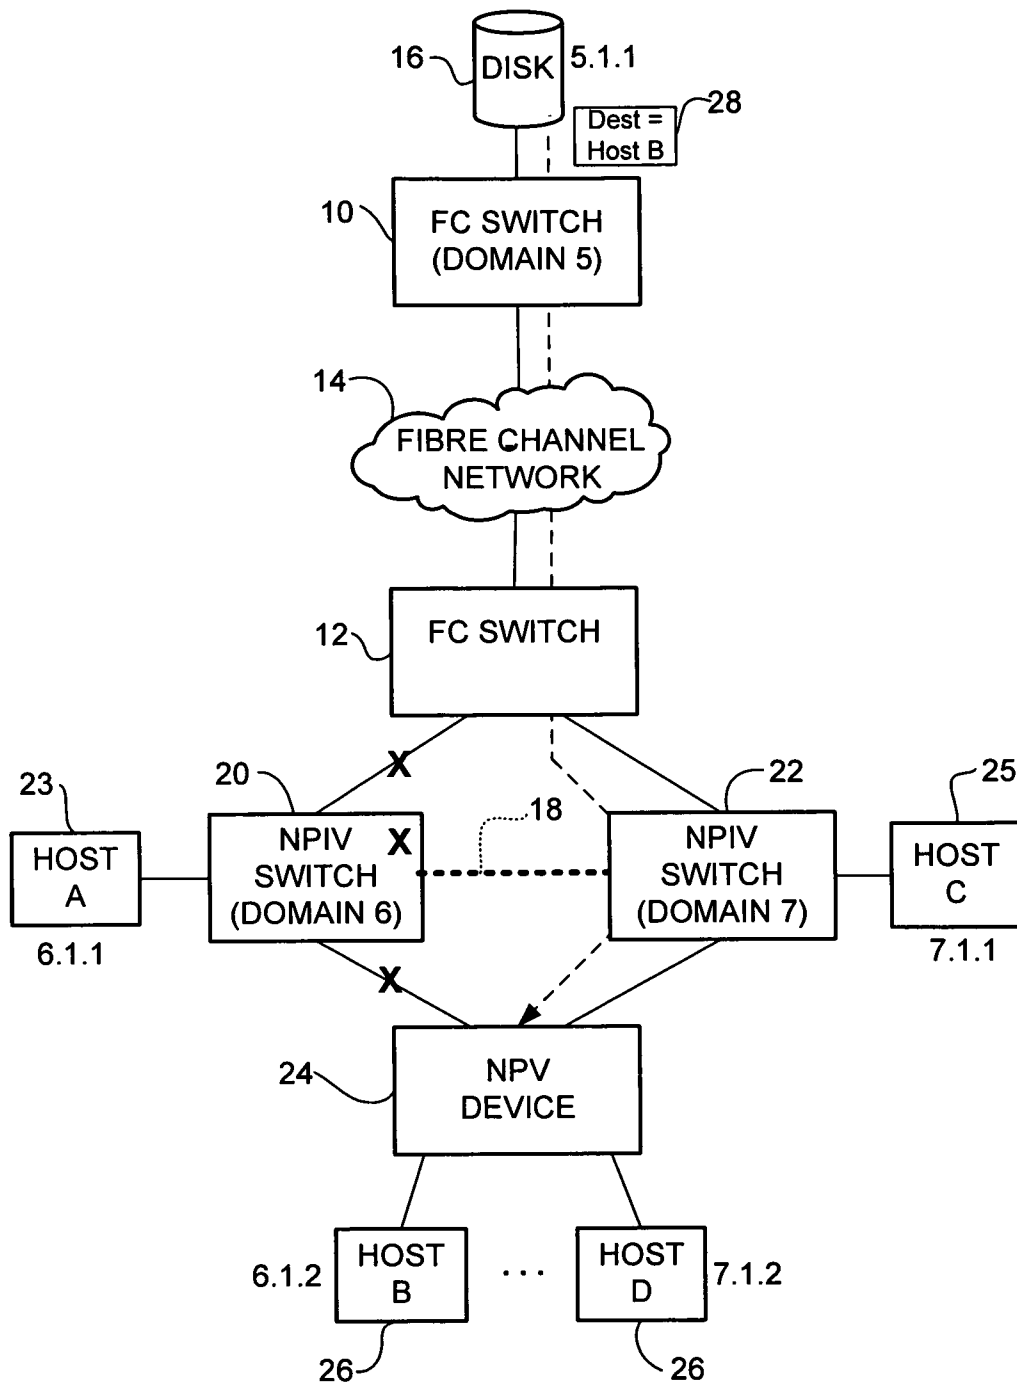 16
DISK
5.1.1
Dest =
Host B
28
10
FC SWITCH
(DOMAIN 5)
14
FIBRE CHANNEL
NETWORK
12
FC SWITCH
X
23
20
18
22
25
HOST
A
6.1.1
NPIV
SWITCH
(DOMAIN 6)
X
NPIV
SWITCH
(DOMAIN 7)
HOST
C
7.1.1
X
24
NPV
DEVICE
6.1.2
HOST
B
. . .
HOST
D
7.1.2
26
26